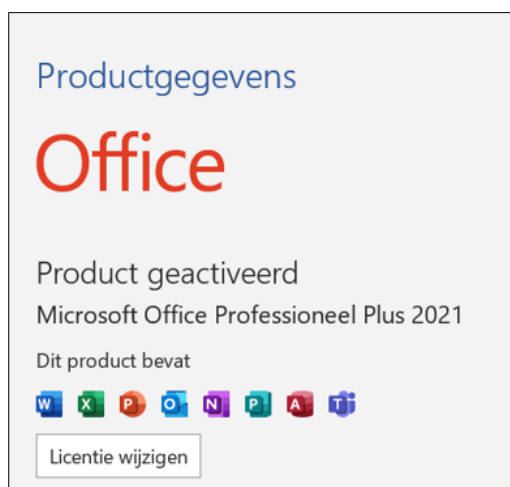 Productgegevens
Office
Product geactiveerd
Microsoft Office Professioneel Plus 2021
Dit product bevat
W X P O N P A T
Licentie wijzigen